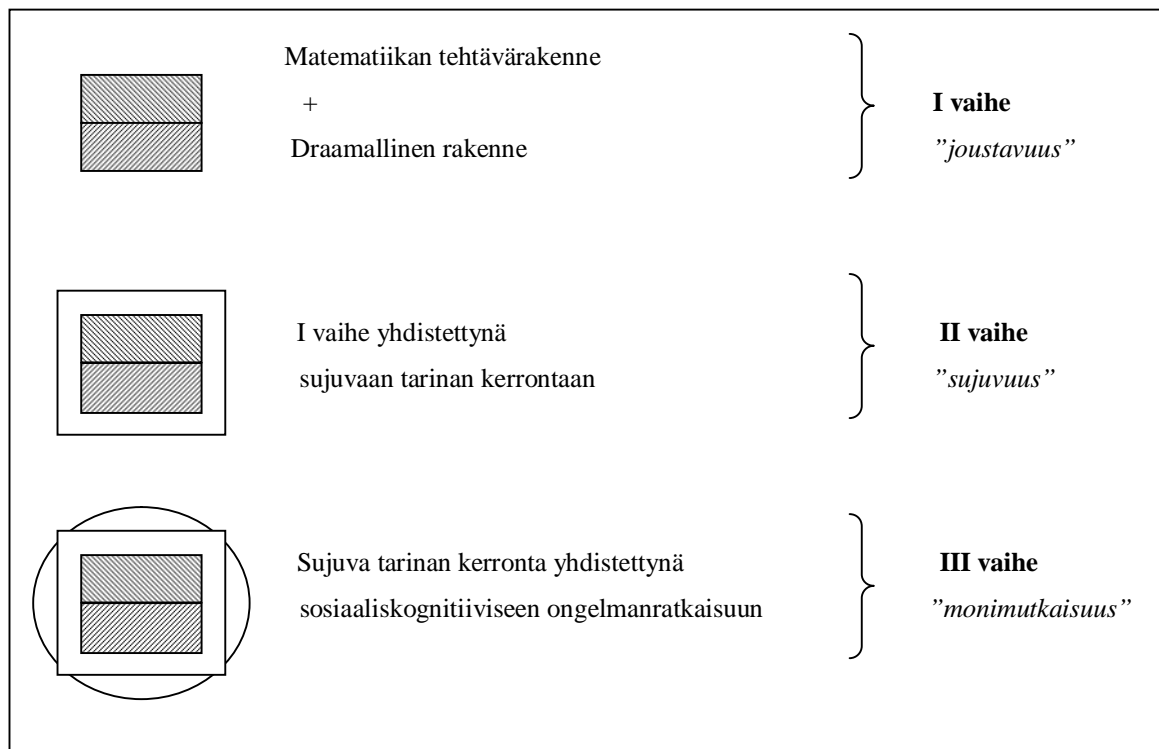 Matematiikan tehtävärakenne
+
Draamallinen rakenne
I vaihe
”joustavuus”
I vaihe yhdistettynä
sujuvaan tarinan kerrontaan
II vaihe
”sujuvuus”
Sujuva tarinan kerronta yhdistettynä
sosiaaliskognitiiviseen ongelmanratkaisuun
III vaihe
”monimutkaisuus”